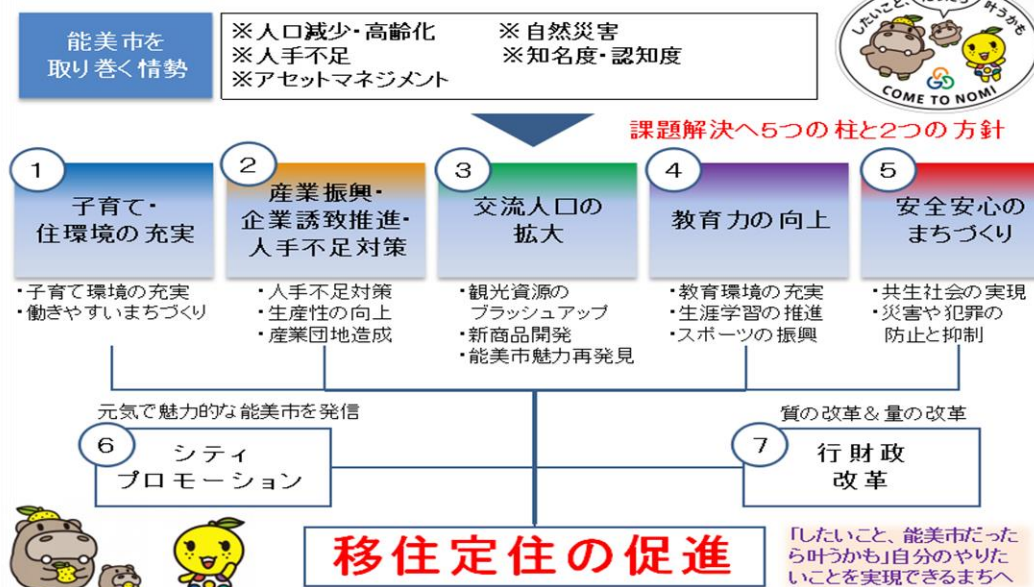 能美市を
取り巻く情勢
※人口減少・高齢化　※自然災害
※人手不足　※知名度・認知度
※アセットマネジメント
COME TO NOMI
課題解決へ5つの柱と2つの方針
1
子育て・
住環境の充実
・子育て環境の充実
・働きやすいまちづくり
2
産業振興・
企業誘致推進・
人手不足対策
・人手不足対策
・生産性の向上
・産業団地造成
3
交流人口の
拡大
・観光資源の
ブラッシュアップ
・新商品開発
・能美市魅力再発見
4
教育力の向上
・教育環境の充実
・生涯学習の推進
・スポーツの振興
5
安全安心の
まちづくり
・共生社会の実現
・災害や犯罪の
防止と抑制
元気で魅力的な能美市を発信
6
シティ
プロモーション
質の改革&量の改革
7
行財政
改革
移住定住の促進
「したいこと、能美市だった
ら叶うかも」自分のやりた
いことを実現できるまちへ